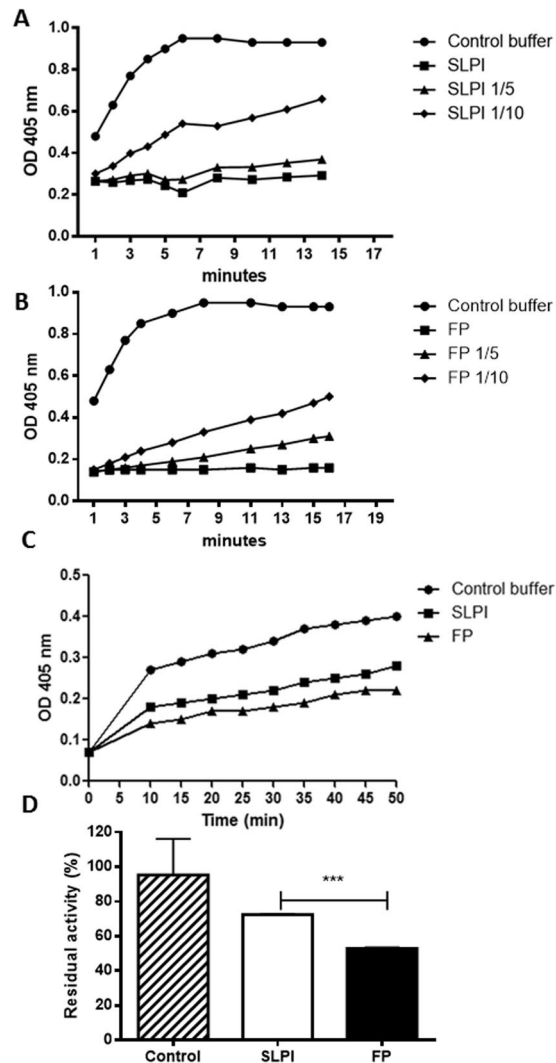 A
OD 405 nm
1.0
0.8
0.6
0.4
0.2
0.0
1 3 5 7 9 11 13 15 17
minutes
Control buffer
SLPI
SLPI 1/5
SLPI 1/10
B
OD 405 nm
1.0
0.8
0.6
0.4
0.2
0.0
1 3 5 7 9 11 13 15 17 19
minutes
Control buffer
FP
FP 1/5
FP 1/10
C
OD 405 nm
0.5
0.4
0.3
0.2
0.1
0.0
0 5 10 15 20 25 30 35 40 45 50
Time (min)
Control buffer
SLPI
FP
D
Residual activity (%)
120
100
80
60
40
20
0
***
Control SLPI FP